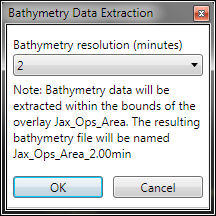 Bathymetry Data Extraction
Bathymetry resolution (minutes)
2
Note: Bathymetry data will be
extracted within the bounds of the
overlay Jax_Ops_Area. The resulting
bathymetry file will be named
Jax_Ops_Area_2.00min
OK
Cancel